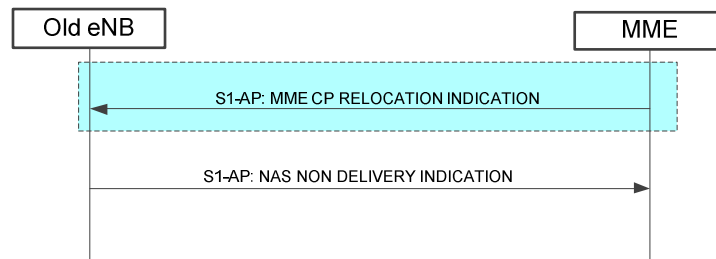 Old eNB
MME
S1-AP: MME CP RELOCATION INDICATION
S1-AP: NAS NON DELIVERY INDICATION